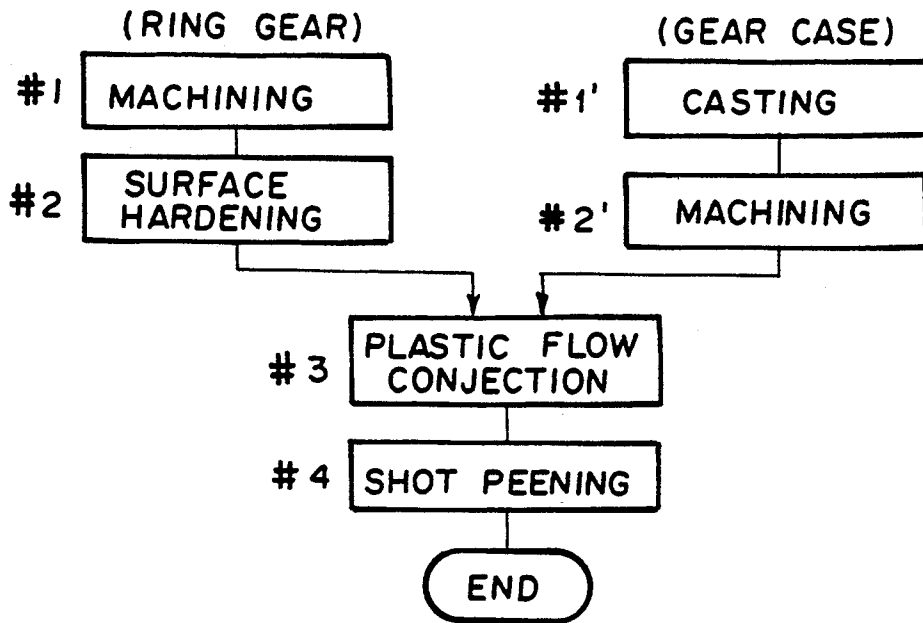 (RING GEAR)
(GEAR CASE)
#1
MACHINING
#1'
CASTING
#2
SURFACE
HARDENING
#2'
MACHINING
#3
PLASTIC FLOW
CONJECTION
#4
SHOT PEENING
END